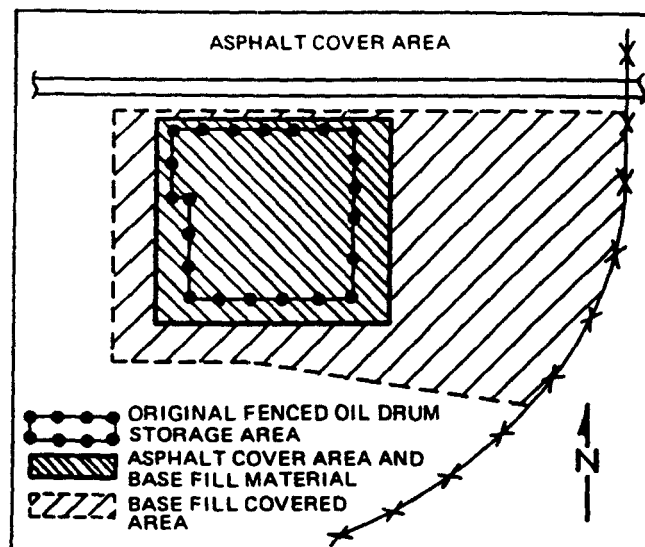 ASPHALT COVER AREA
ORIGINAL FENCED OIL DRUM
STORAGE AREA
ASPHALT COVER AREA AND
BASE FILL MATERIAL
BASE FILL COVERED
AREA
N